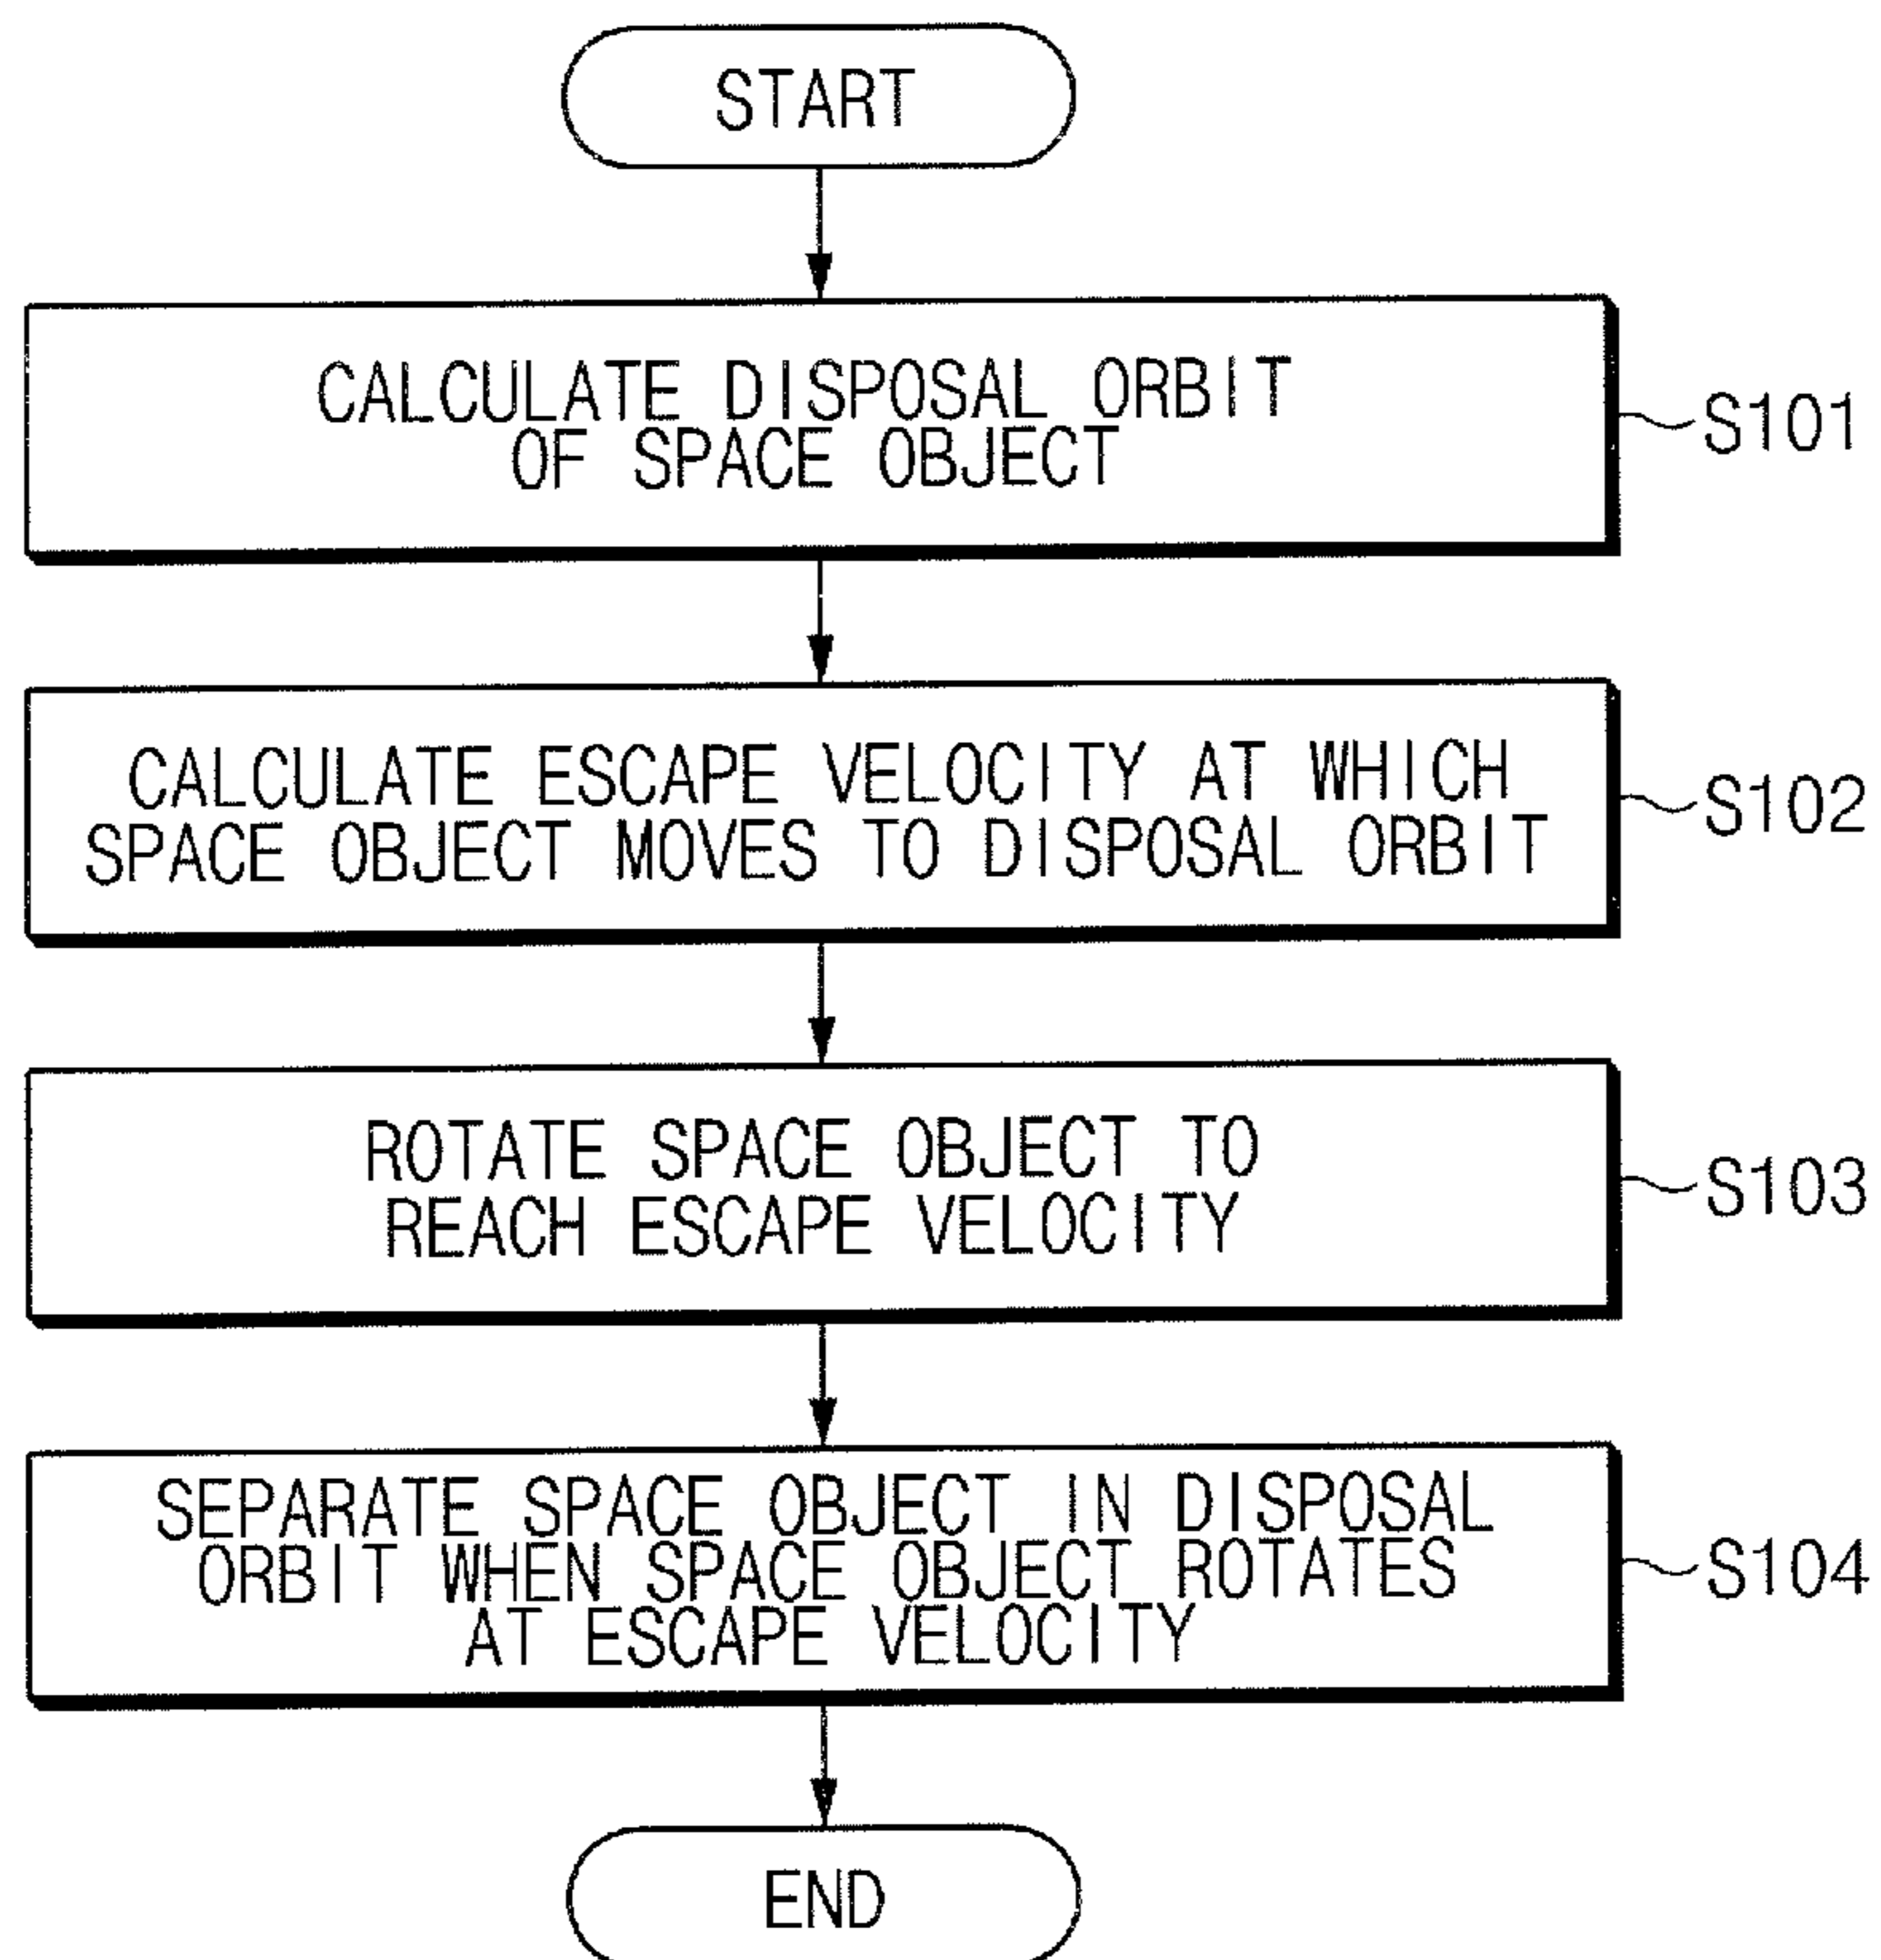 START
CALCULATE DISPOSAL ORBIT
OF SPACE OBJECT
S101
CALCULATE ESCAPE VELOCITY AT WHICH
SPACE OBJECT MOVES TO DISPOSAL ORBIT
S102
ROTATE SPACE OBJECT TO
REACH ESCAPE VELOCITY
S103
SEPARATE SPACE OBJECT IN DISPOSAL
ORBIT WHEN SPACE OBJECT ROTATES
AT ESCAPE VELOCITY
S104
END